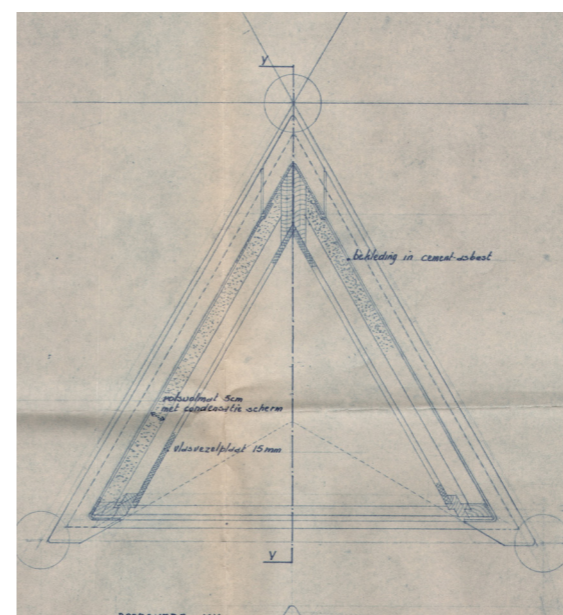 Y
bekleding in cement-asbest
rotswolmat 5cm
met condensatie scherm
vlasvezelplaat 15mm
Y